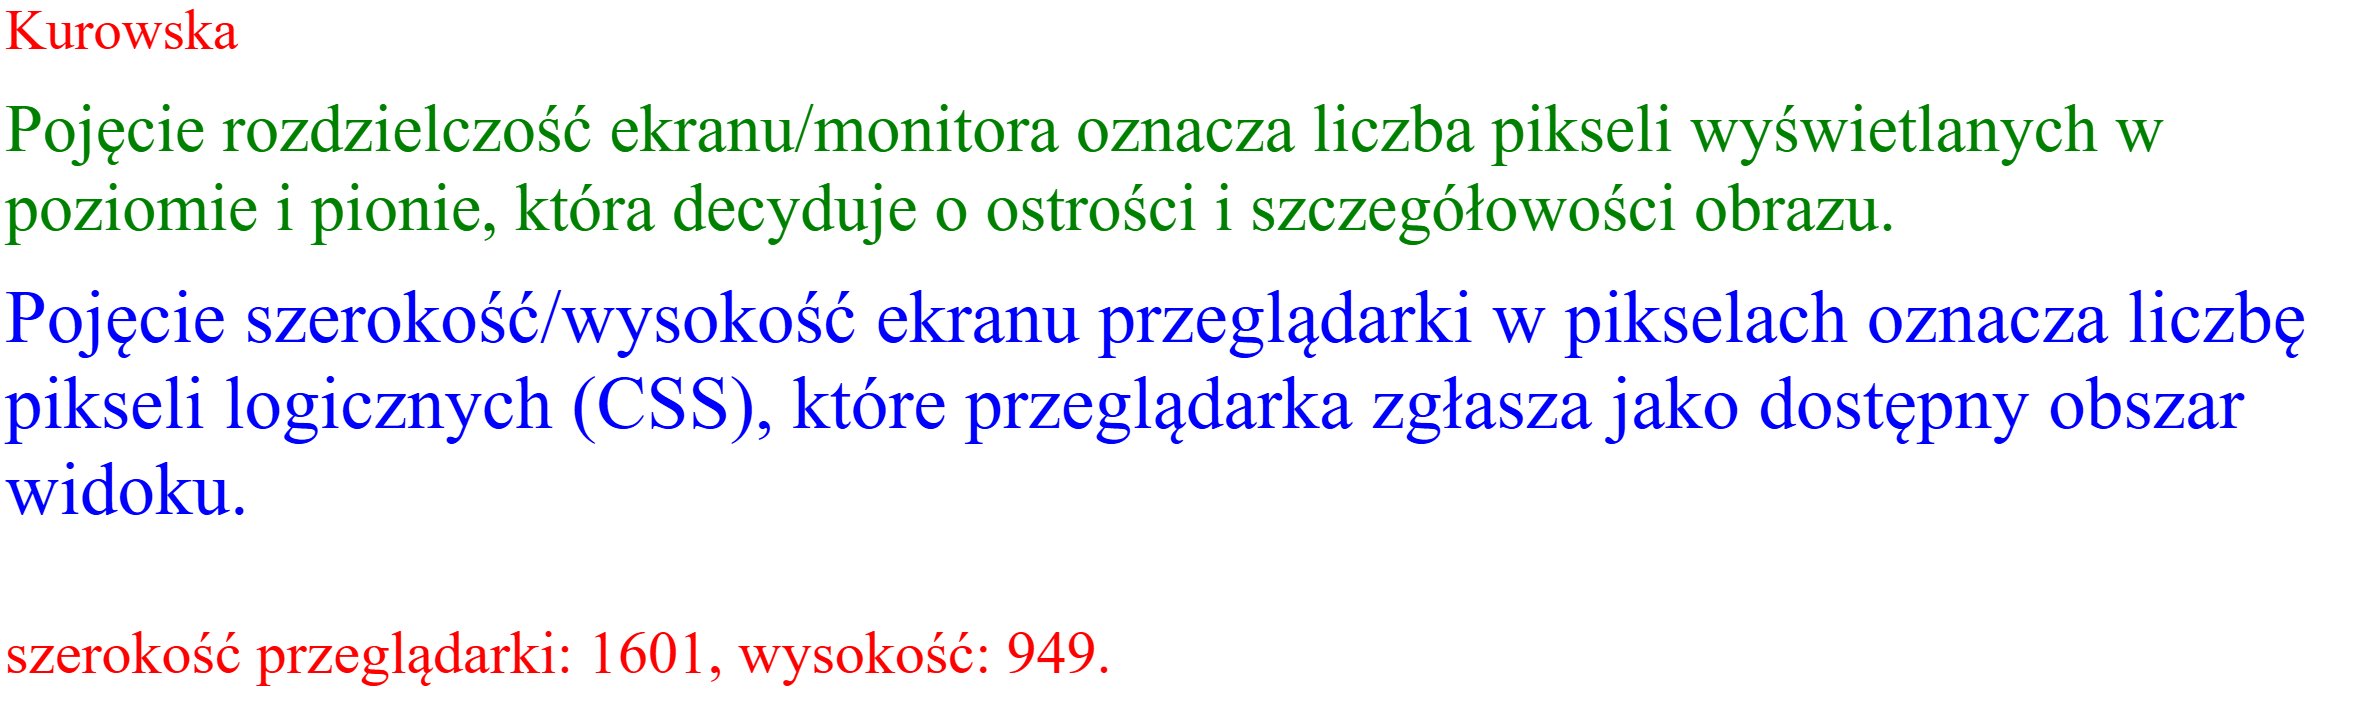 Kurowska
Pojęcie rozdzielczość ekranu/monitora oznacza liczba pikseli wyświetlanych w
poziomie i pionie, która decyduje o ostrości i szczegółowości obrazu.
Pojęcie szerokość/wysokość ekranu przeglądarki w pikselach oznacza liczbę
pikseli logicznych (CSS), które przeglądarka zgłasza jako dostępny obszar
widoku.
szerokość przeglądarki: 1601, wysokość: 949.